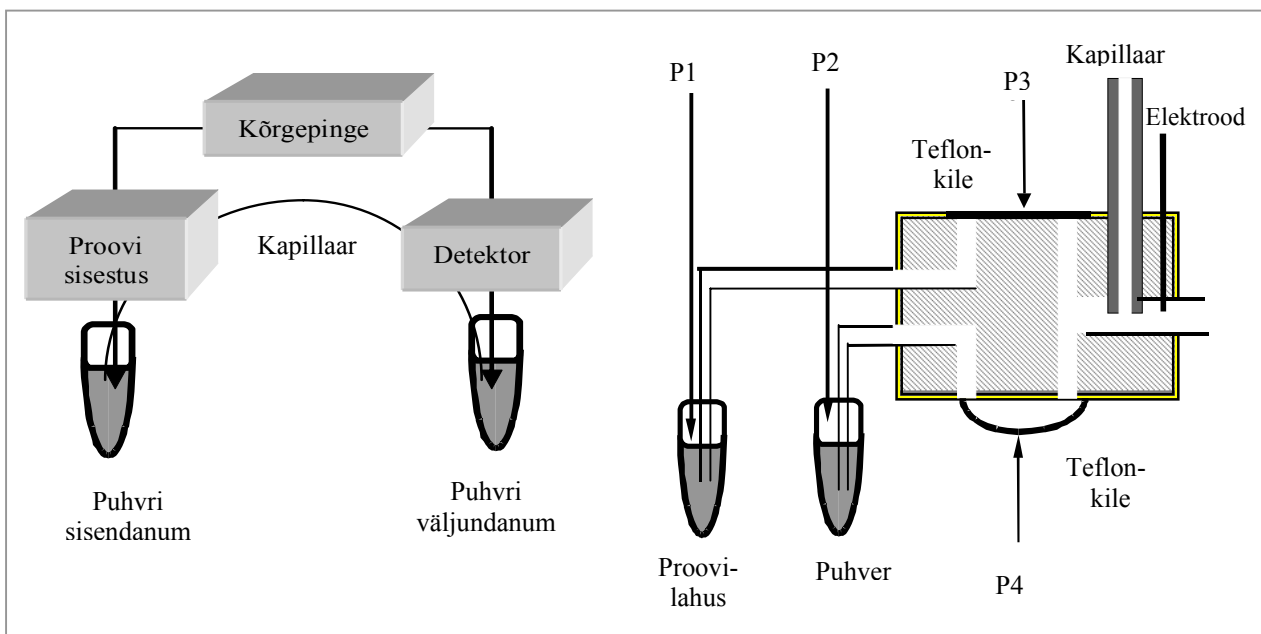 Kõrgepinge
Proovi
sisestus
Kapillaar
Detektor
Puhvri
sisendanum
Puhvri
väljundanum
P1
P2
P3
Kapillaar
Elektrood
Teflon-
kile
Proovi-
lahus
Puhver
P4
Teflon-
kile